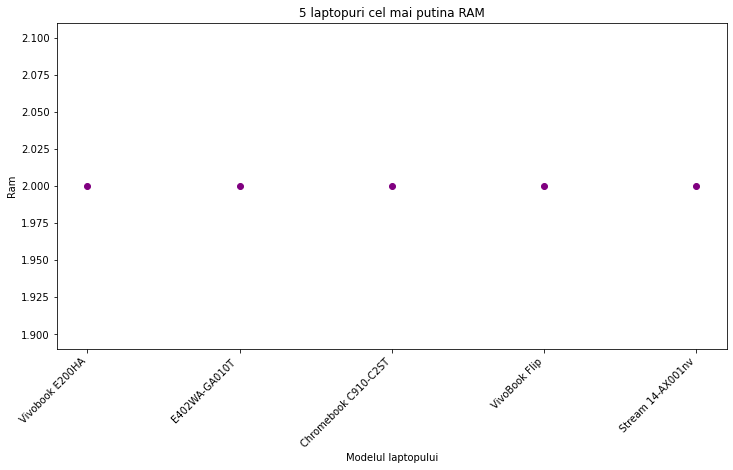 5 laptopuri cel mai putina RAM
Ram
2.100
2.075
2.050
2.025
2.000
1.975
1.950
1.925
1.900
Vivobook E200HA
E402WA-GA010T
Chromebook C910-C2ST
VivoBook Flip
Stream 14-AX001nv
Modelul laptopului